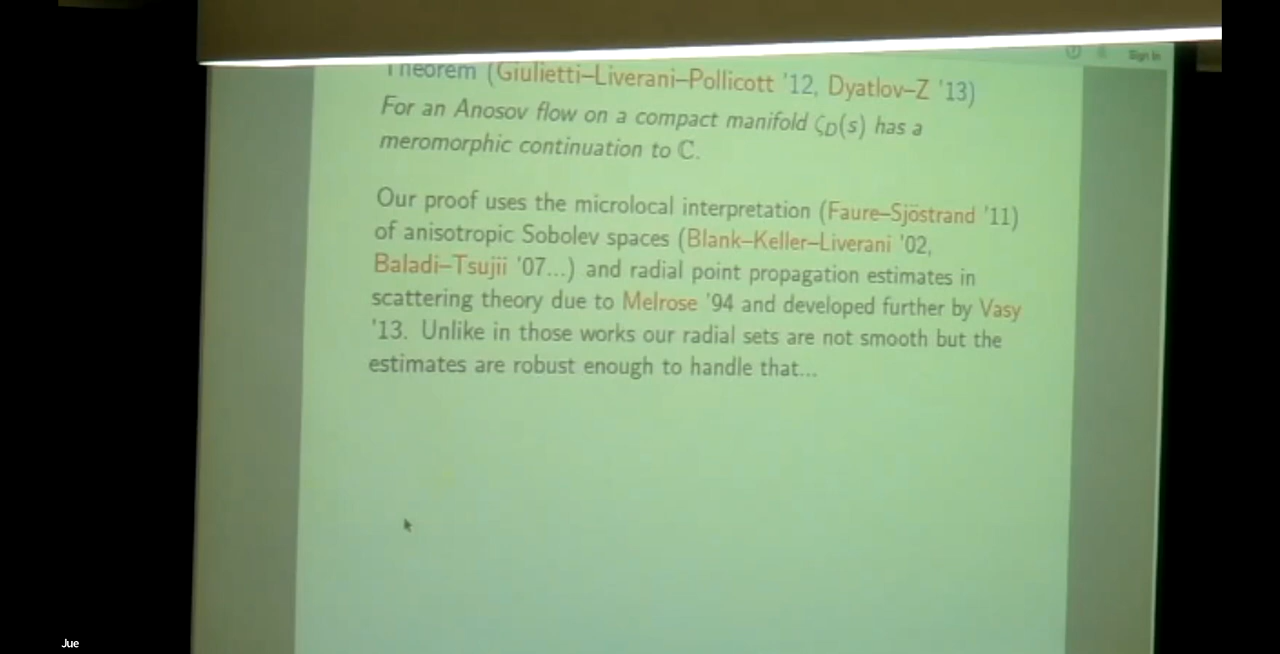 Sign In
Theorem (Giulietti–Liverani–Pollicott '12, Dyatlov–Z '13)
For an Anosov flow on a compact manifold ζD(s) has a
meromorphic continuation to ℂ.
Our proof uses the microlocal interpretation (Faure–Sjöstrand '11)
of anisotropic Sobolev spaces (Blank–Keller–Liverani '02,
Baladi–Tsujii '07...) and radial point propagation estimates in
scattering theory due to Melrose '94 and developed further by Vasy
'13. Unlike in those works our radial sets are not smooth but the
estimates are robust enough to handle that...
Jue